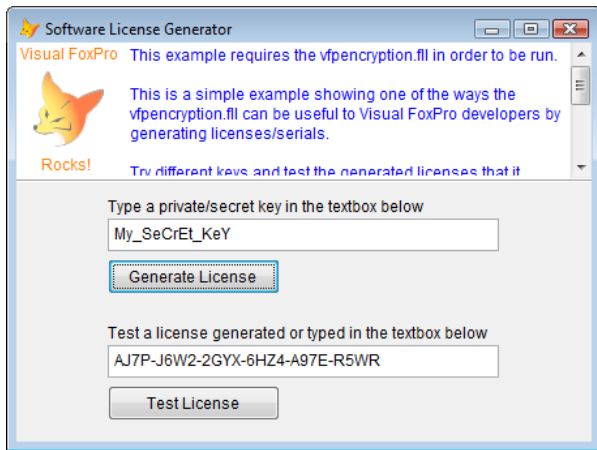 Software License Generator
Visual FoxPro
Rocks!
This example requires the vfpencryption.fll in order to be run.
This is a simple example showing one of the ways the
vfpencryption.fll can be useful to Visual FoxPro developers by
generating licenses/serials.
Try different keys and test the generated licenses that it
Type a private/secret key in the textbox below
My_SeCrEt_KeY
Generate License
Test a license generated or typed in the textbox below
AJ7P-J6W2-2GYX-6HZ4-A97E-R5WR
Test License